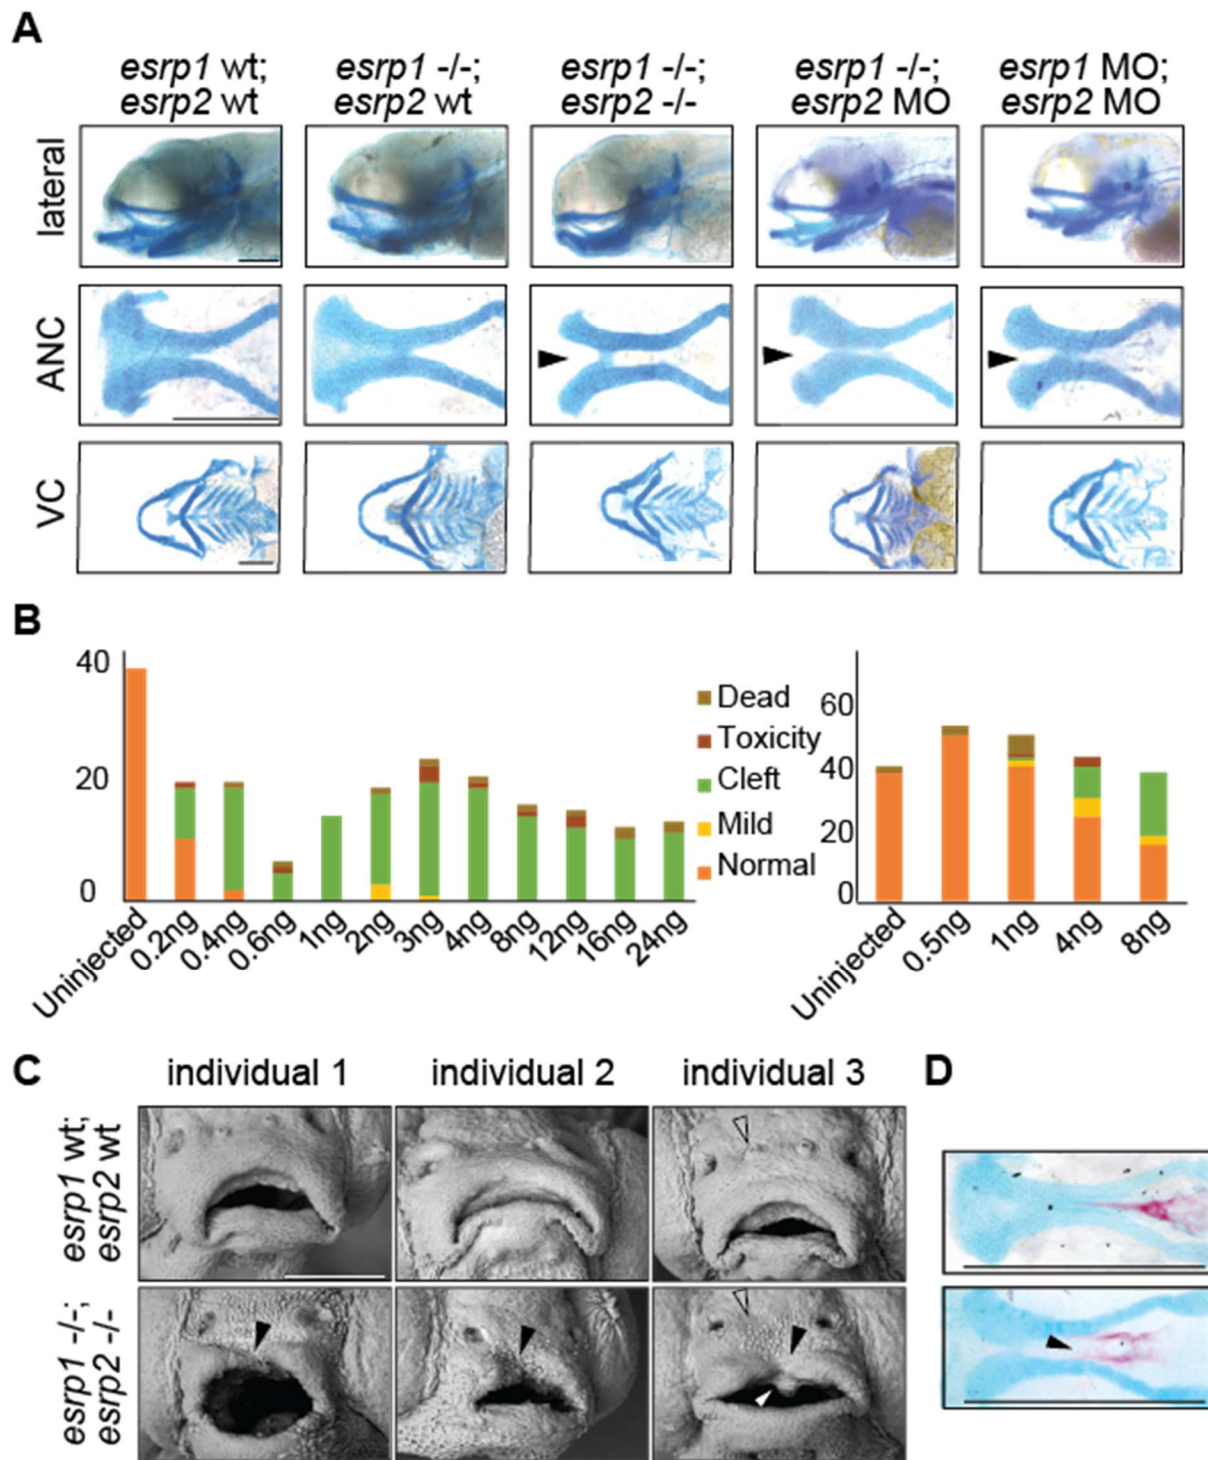 A
esrp1 wt;
esrp2 wt
esrp1 -/-;
esrp2 wt
esrp1 -/-;
esrp2 -/-
esrp1 -/-;
esrp2 MO
esrp1 MO;
esrp2 MO
lateral
ANC
VC
B
40
20
0
Uninjected
0.2ng
0.4ng
0.6ng
1ng
2ng
3ng
4ng
8ng
12ng
16ng
24ng
Dead
Toxicity
Cleft
Mild
Normal
60
40
20
0
Uninjected
0.5ng
1ng
4ng
8ng
C
individual 1
individual 2
individual 3
esrp1 wt;
esrp2 wt
esrp1 -/-;
esrp2 -/-
D